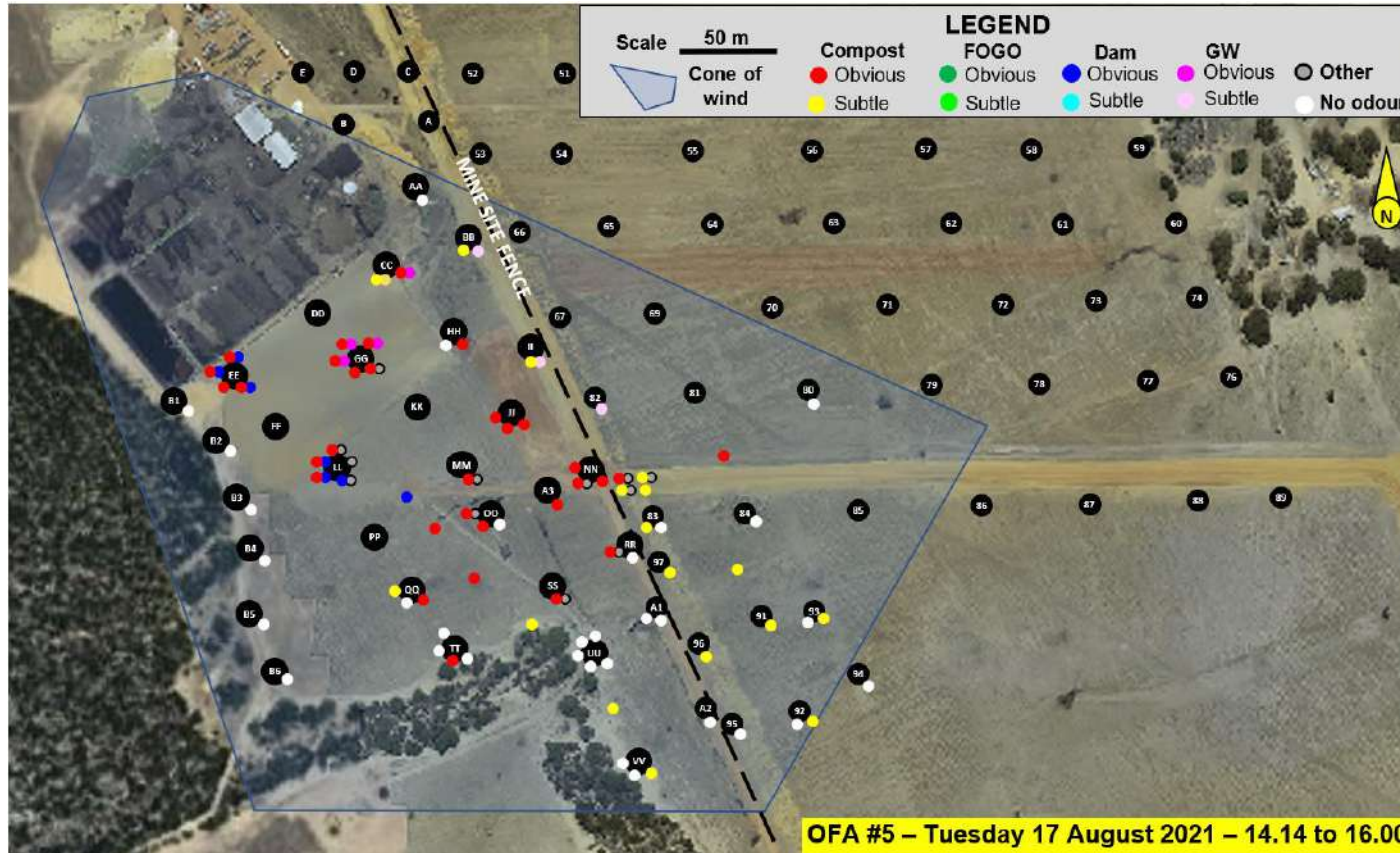 LEGEND
Scale 50 m
Cone of
wind
Compost
Obvious
Subtle
FOGO
Obvious
Subtle
Dam
Obvious
Subtle
GW
Obvious
Subtle
Other
No odour
N
E D C 52 51
B A
53 54 55 56 57 58 59
MINE SITE FENCE
AA
BB 66 65 64 63 62 61 60
CC
DD 67 69 70 71 72 73 74
HH
GG II
EE
B1 KK JJ 82 81 80 79 78 77 76
FF
B2
LL MM NN
B3 A3
OO 83 84 85 86 87 88 89
B4 PP RR
97
QQ SS
B5 A1 91 93
TT UU 96
B6 94
A2 95 92
VV
OFA #5 – Tuesday 17 August 2021 – 14.14 to 16.00